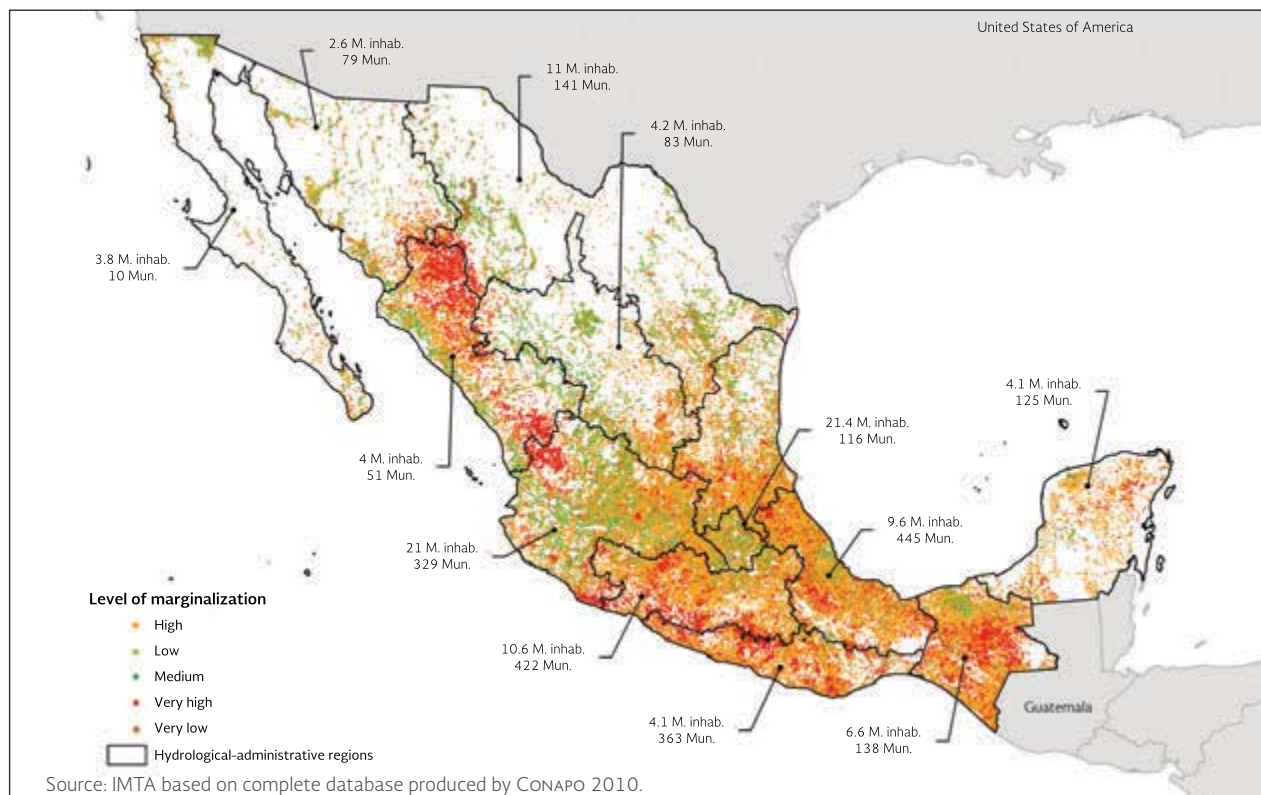 United States of America
2.6 M. inhab.
79 Mun.
11 M. inhab.
141 Mun.
4.2 M. inhab.
83 Mun.
3.8 M. inhab.
10 Mun.
4.1 M. inhab.
125 Mun.
21.4 M. inhab.
116 Mun.
4 M. inhab.
51 Mun.
9.6 M. inhab.
445 Mun.
21 M. inhab.
329 Mun.
Level of marginalization
High
Low
Medium
Very high
Very low
Hydrological-administrative regions
10.6 M. inhab.
422 Mun.
4.1 M. inhab.
363 Mun.
6.6 M. inhab.
138 Mun.
Guatemala
Source: IMTA based on complete database produced by CONAPO 2010.